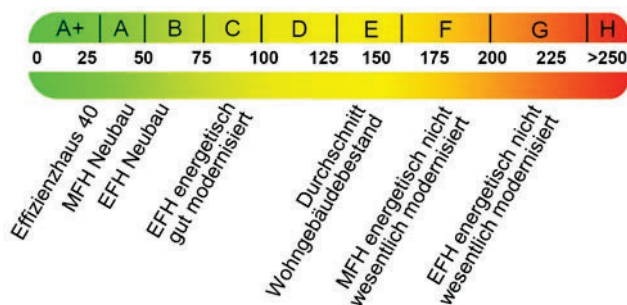 A+ A B C D E F G H
0 25 50 75 100 125 150 175 200 225 >250
Effizienzhaus 40
MFH Neubau
EFH Neubau
EFH energetisch
gut modernisiert
Durchschnitt
Wohngebäudebestand
MFH energetisch nicht
wesentlich modernisiert
EFH energetisch nicht
wesentlich modernisiert